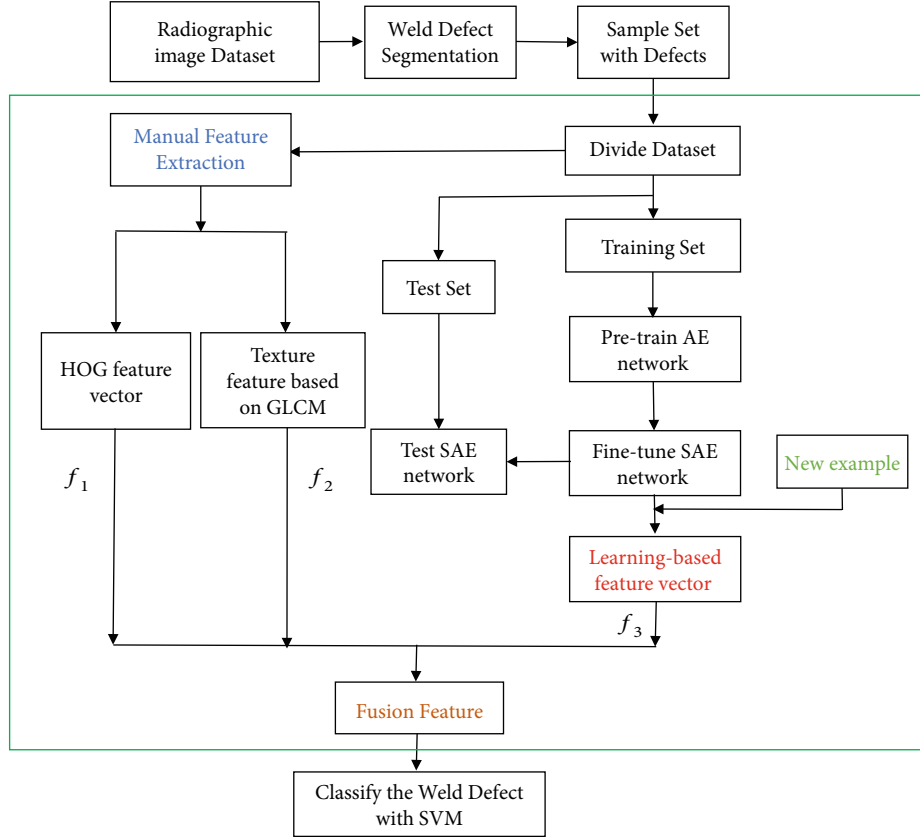 Radiographic
image Dataset
Weld Defect
Segmentation
Sample Set
with Defects
Manual Feature
Extraction
Divide Dataset
Training Set
Test Set
HOG feature
vector
Texture
feature based
on GLCM
Pre-train AE
network
Test SAE
network
Fine-tune SAE
network
New example
f1
f2
Learning-based
feature vector
f3
Fusion Feature
Classify the Weld Defect
with SVM